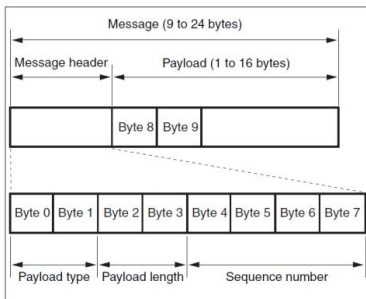 Message (9 to 24 bytes)
Message header Payload (1 to 16 bytes)
Byte 8 Byte 9
Byte 0 Byte 1 Byte 2 Byte 3 Byte 4 Byte 5 Byte 6 Byte 7
Payload type Payload length Sequence number